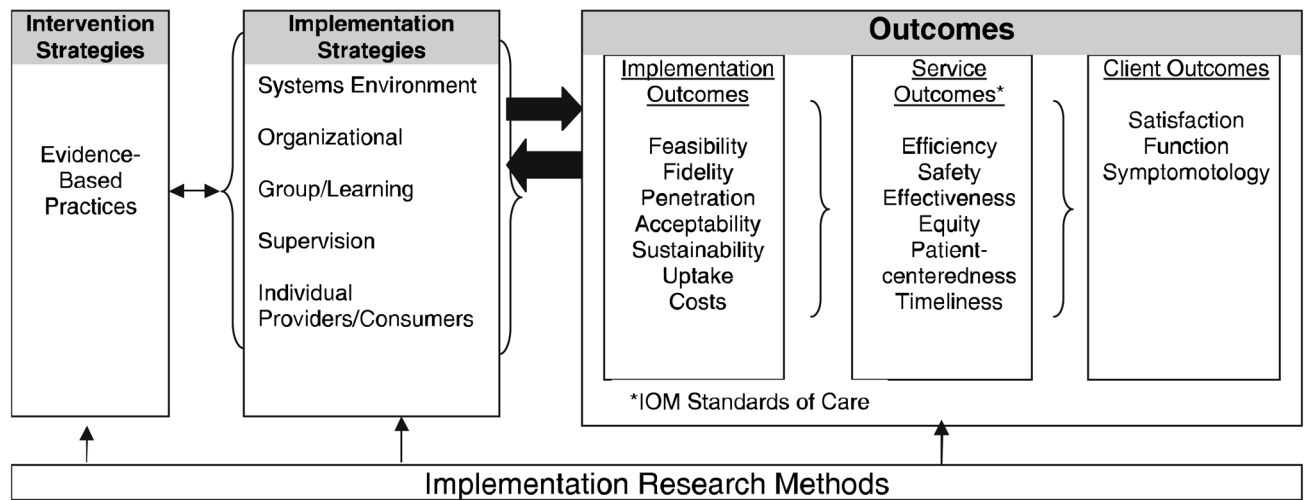 Intervention
Strategies
Evidence-
Based
Practices
Implementation
Strategies
Systems Environment
Organizational
Group/Learning
Supervision
Individual
Providers/Consumers
Outcomes
Implementation
Outcomes
Feasibility
Fidelity
Penetration
Acceptability
Sustainability
Uptake
Costs
Service
Outcomes*
Efficiency
Safety
Effectiveness
Equity
Patient-
centeredness
Timeliness
Client Outcomes
Satisfaction
Function
Symptomotology
*IOM Standards of Care
Implementation Research Methods